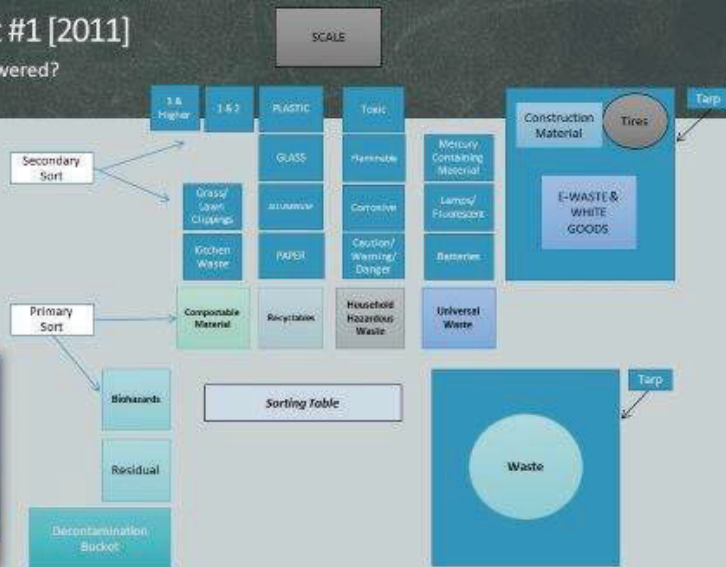 #1 [2011]
wered?
SCALE
3 &
Higher
1 & 2
PLASTIC
Toxic
Tarp
Construction
Material
Tires
Secondary
Sort
GLASS
Flammable
Mercury
Containing
Material
E-WASTE &
WHITE
GOODS
Grass/
Lawn
Clippings
ALUMINUM
Corrosive
Lamps/
Fluorescent
Kitchen
Waste
PAPER
Caution/
Warning/
Danger
Batteries
Primary
Sort
Compostable
Material
Recyclables
Household
Hazardous
Waste
Universal
Waste
Biohazards
Sorting Table
Tarp
Waste
Residual
Decontamination
Bucket